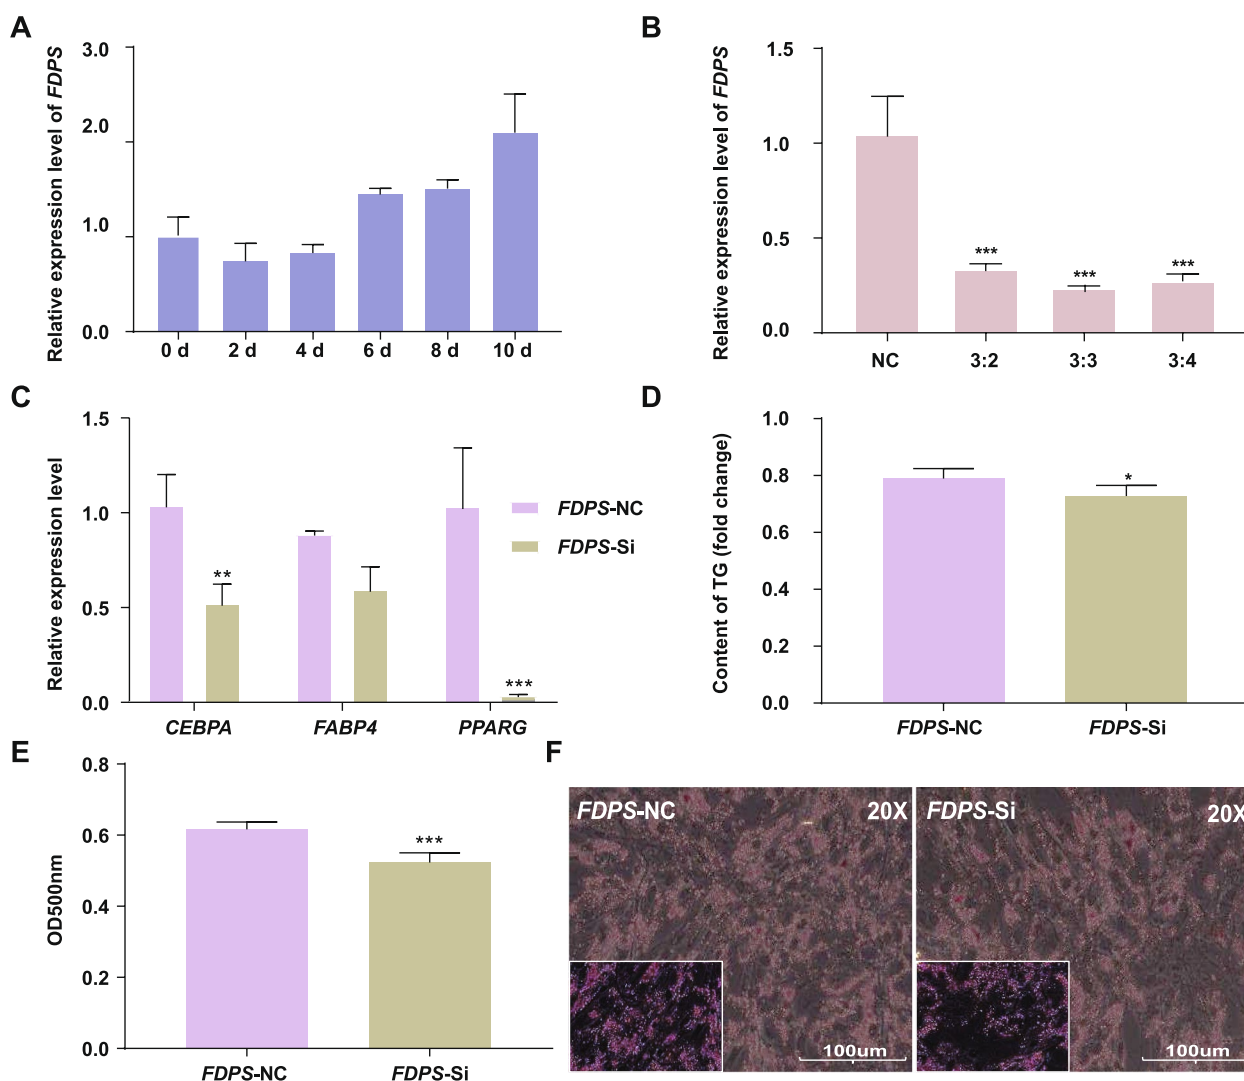 A
Relative expression level of FDPS
3.0
2.0
1.0
0.0
0 d 2 d 4 d 6 d 8 d 10 d
B
Relative expression level of FDPS
1.5
1.0
0.5
0.0
*** *** ***
NC 3:2 3:3 3:4
C
Relative expression level
1.5
1.0
0.5
0.0
** ***
FDPS-NC
FDPS-Si
CEBPA FABP4 PPARG
D
Content of TG (fold change)
1.0
0.8
0.6
0.4
0.2
0.0
*
FDPS-NC FDPS-Si
E
OD500nm
0.8
0.6
0.4
0.2
0.0
***
FDPS-NC FDPS-Si
F
FDPS-NC 20X
100um
FDPS-Si 20X
100um